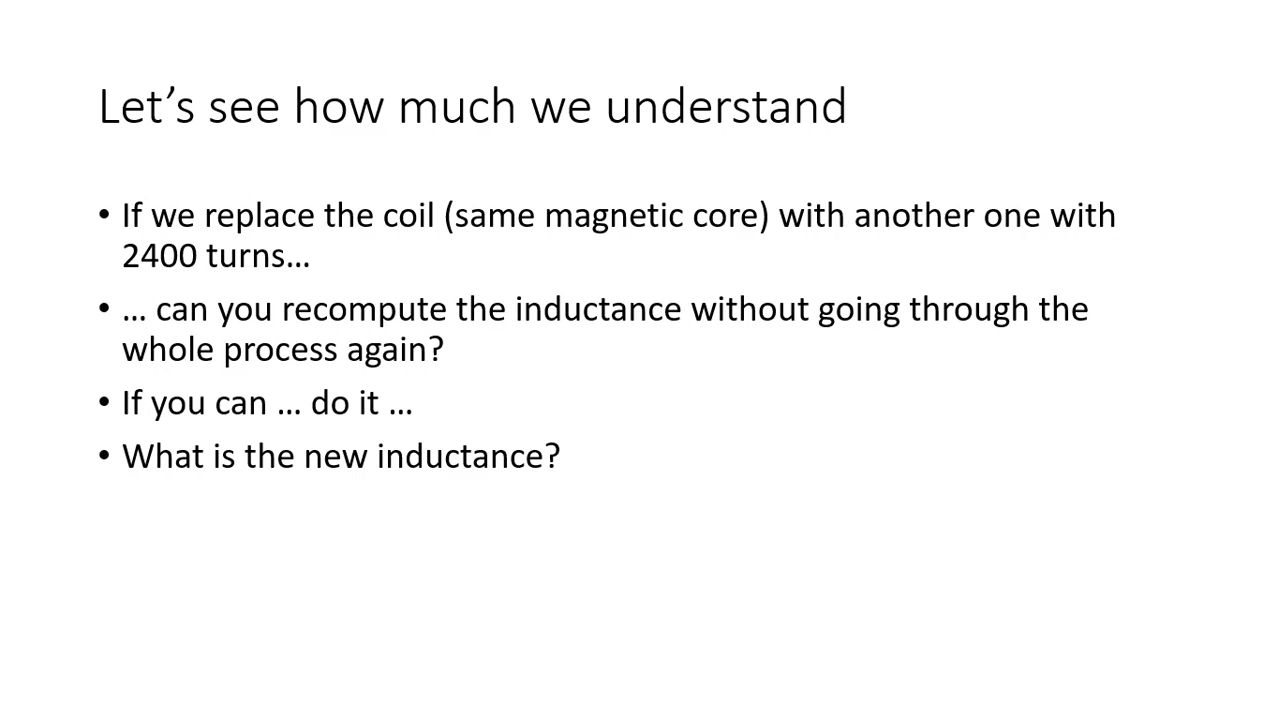 Let’s see how much we understand
• If we replace the coil (same magnetic core) with another one with
2400 turns…
• … can you recompute the inductance without going through the
whole process again?
• If you can … do it …
• What is the new inductance?